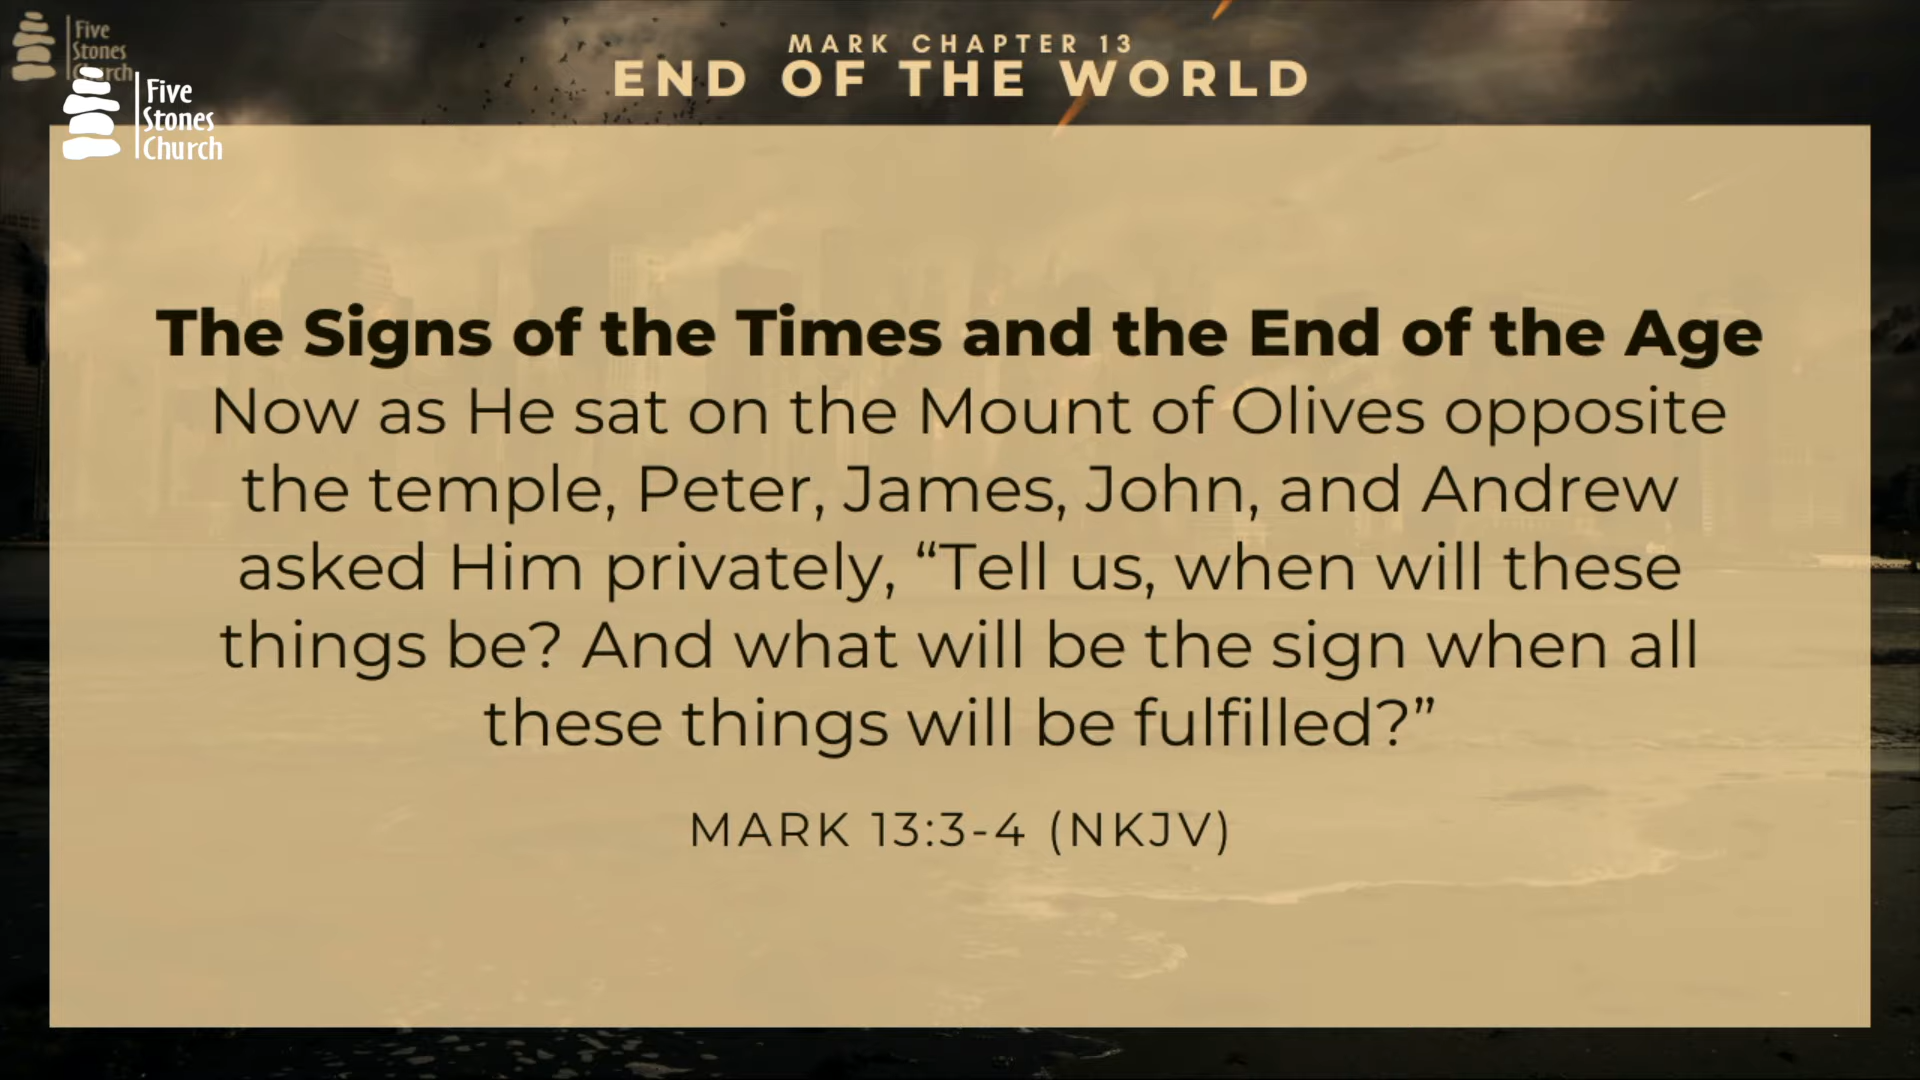 Five
Stones
Church
Five
Stones
Church
MARK CHAPTER 13
END OF THE WORLD
The Signs of the Times and the End of the Age
Now as He sat on the Mount of Olives opposite
the temple, Peter, James, John, and Andrew
asked Him privately, “Tell us, when will these
things be? And what will be the sign when all
these things will be fulfilled?”
MARK 13:3-4 (NKJV)